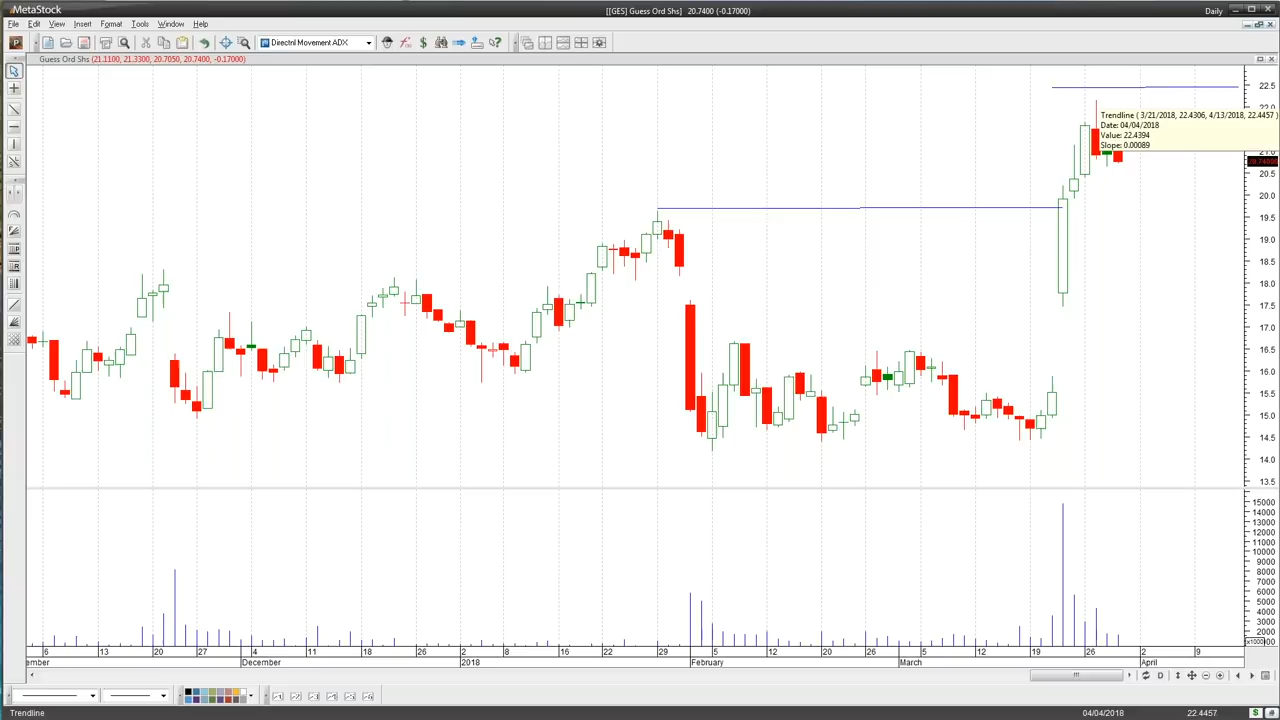 MetaStock
[[GES] Guess Ord Shs] 20.7400 (-0.17000)
Daily
File Edit View Insert Format Tools Window Help
Directnl Movement ADX
Guess Ord Shs (21.1100, 21.3300, 20.7050, 20.7400, -0.17000)
22.5
22.0
Trendline ( 3/21/2018, 22.4306, 4/13/2018, 22.4457 )
Date: 04/04/2018
Value: 22.4394
Slope: 0.00089
21.0
20.7400
20.5
20.0
19.5
19.0
18.5
18.0
17.5
17.0
16.5
16.0
15.5
15.0
14.5
14.0
13.5
15000
14000
13000
12000
11000
10000
9000
8000
7000
6000
5000
4000
3000
2000
6 13 20 27 4 11 18 26 2 8 16 22 29 5 12 20 26 5 12 19 26 2 9
ember December 2018 February March April
Trendline
04/04/2018 22.4457